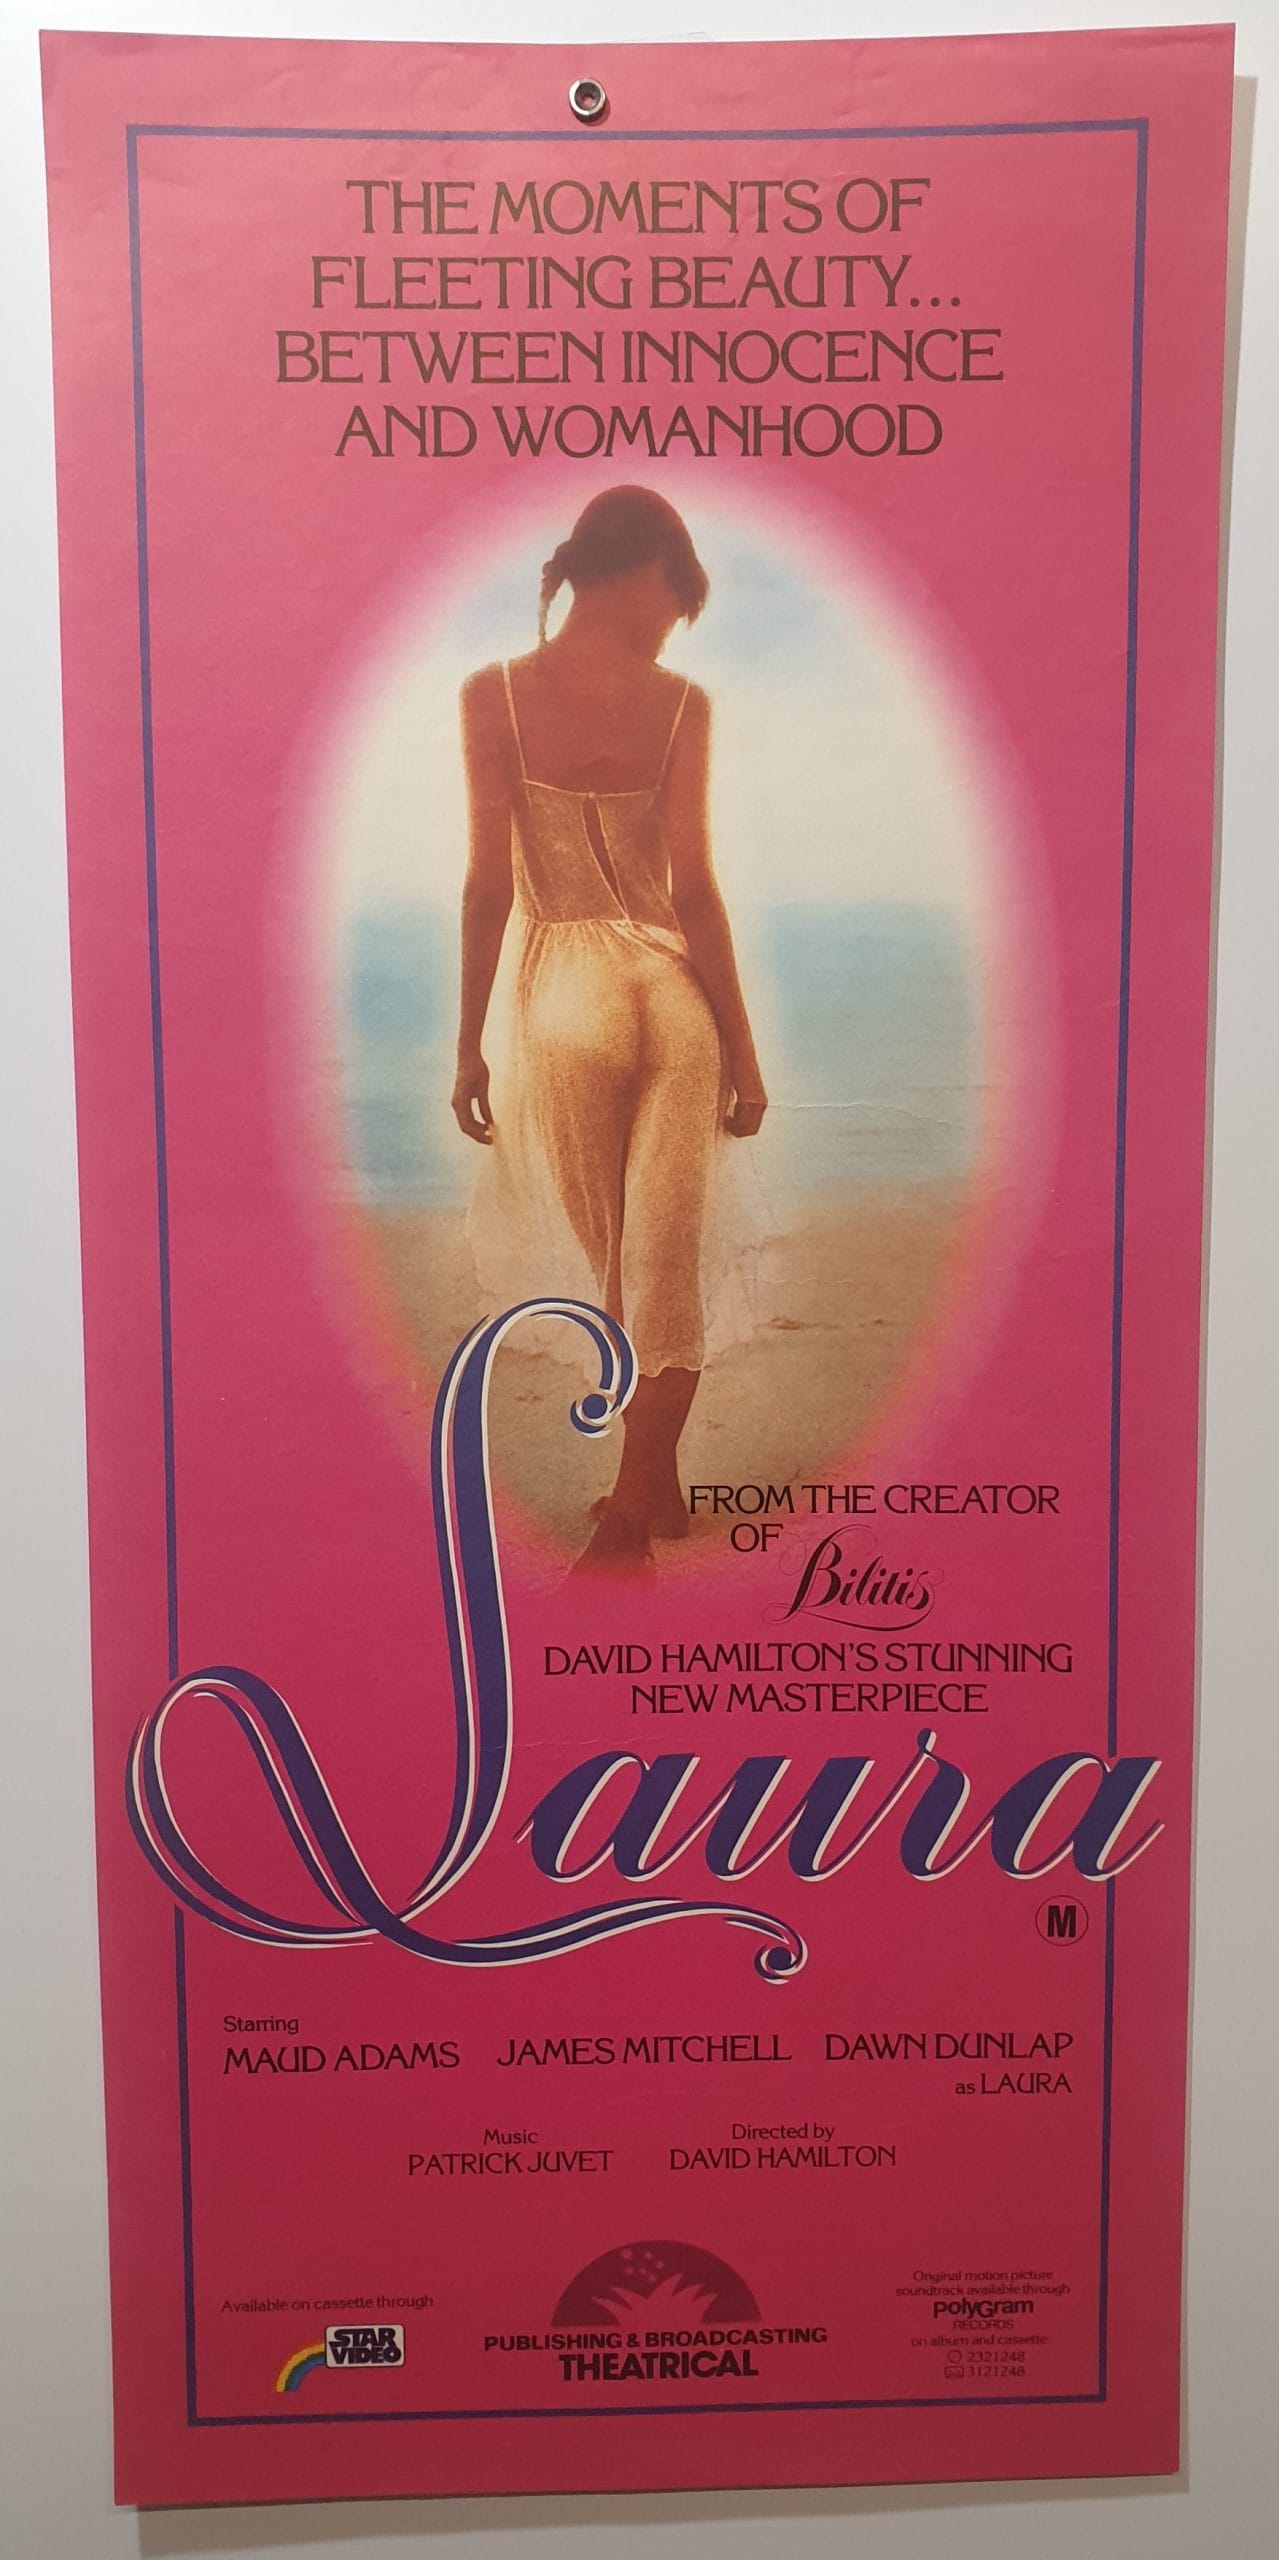 THE MOMENTS OF
FLEETING BEAUTY...
BETWEEN INNOCENCE
AND WOMANHOOD
FROM THE CREATOR
OF Bilitis
DAVID HAMILTON'S STUNNING
NEW MASTERPIECE
Laura
M
Starring
MAUD ADAMS JAMES MITCHELL DAWN DUNLAP
as LAURA
Music
PATRICK JUVET
Directed by
DAVID HAMILTON
Available on cassette through
STAR
VIDEO
PUBLISHING & BROADCASTING
THEATRICAL
Original motion picture
soundtrack available through
polyGram
RECORDS
on album and cassette
2321248
3121248